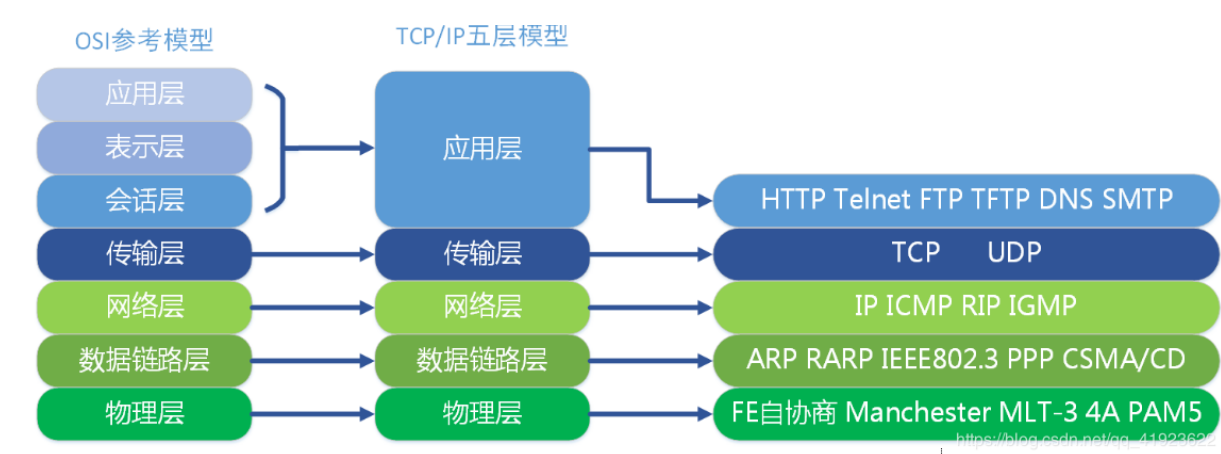 OSI参考模型
TCP/IP五层模型
应用层
表示层
会话层
传输层
网络层
数据链路层
物理层
应用层
传输层
网络层
数据链路层
物理层
HTTP Telnet FTP TFTP DNS SMTP
TCP UDP
IP ICMP RIP IGMP
ARP RARP IEEE802.3 PPP CSMA/CD
FE自协商 Manchester MLT-3 4A PAM5
https://blog.csdn.net/qq_41923622